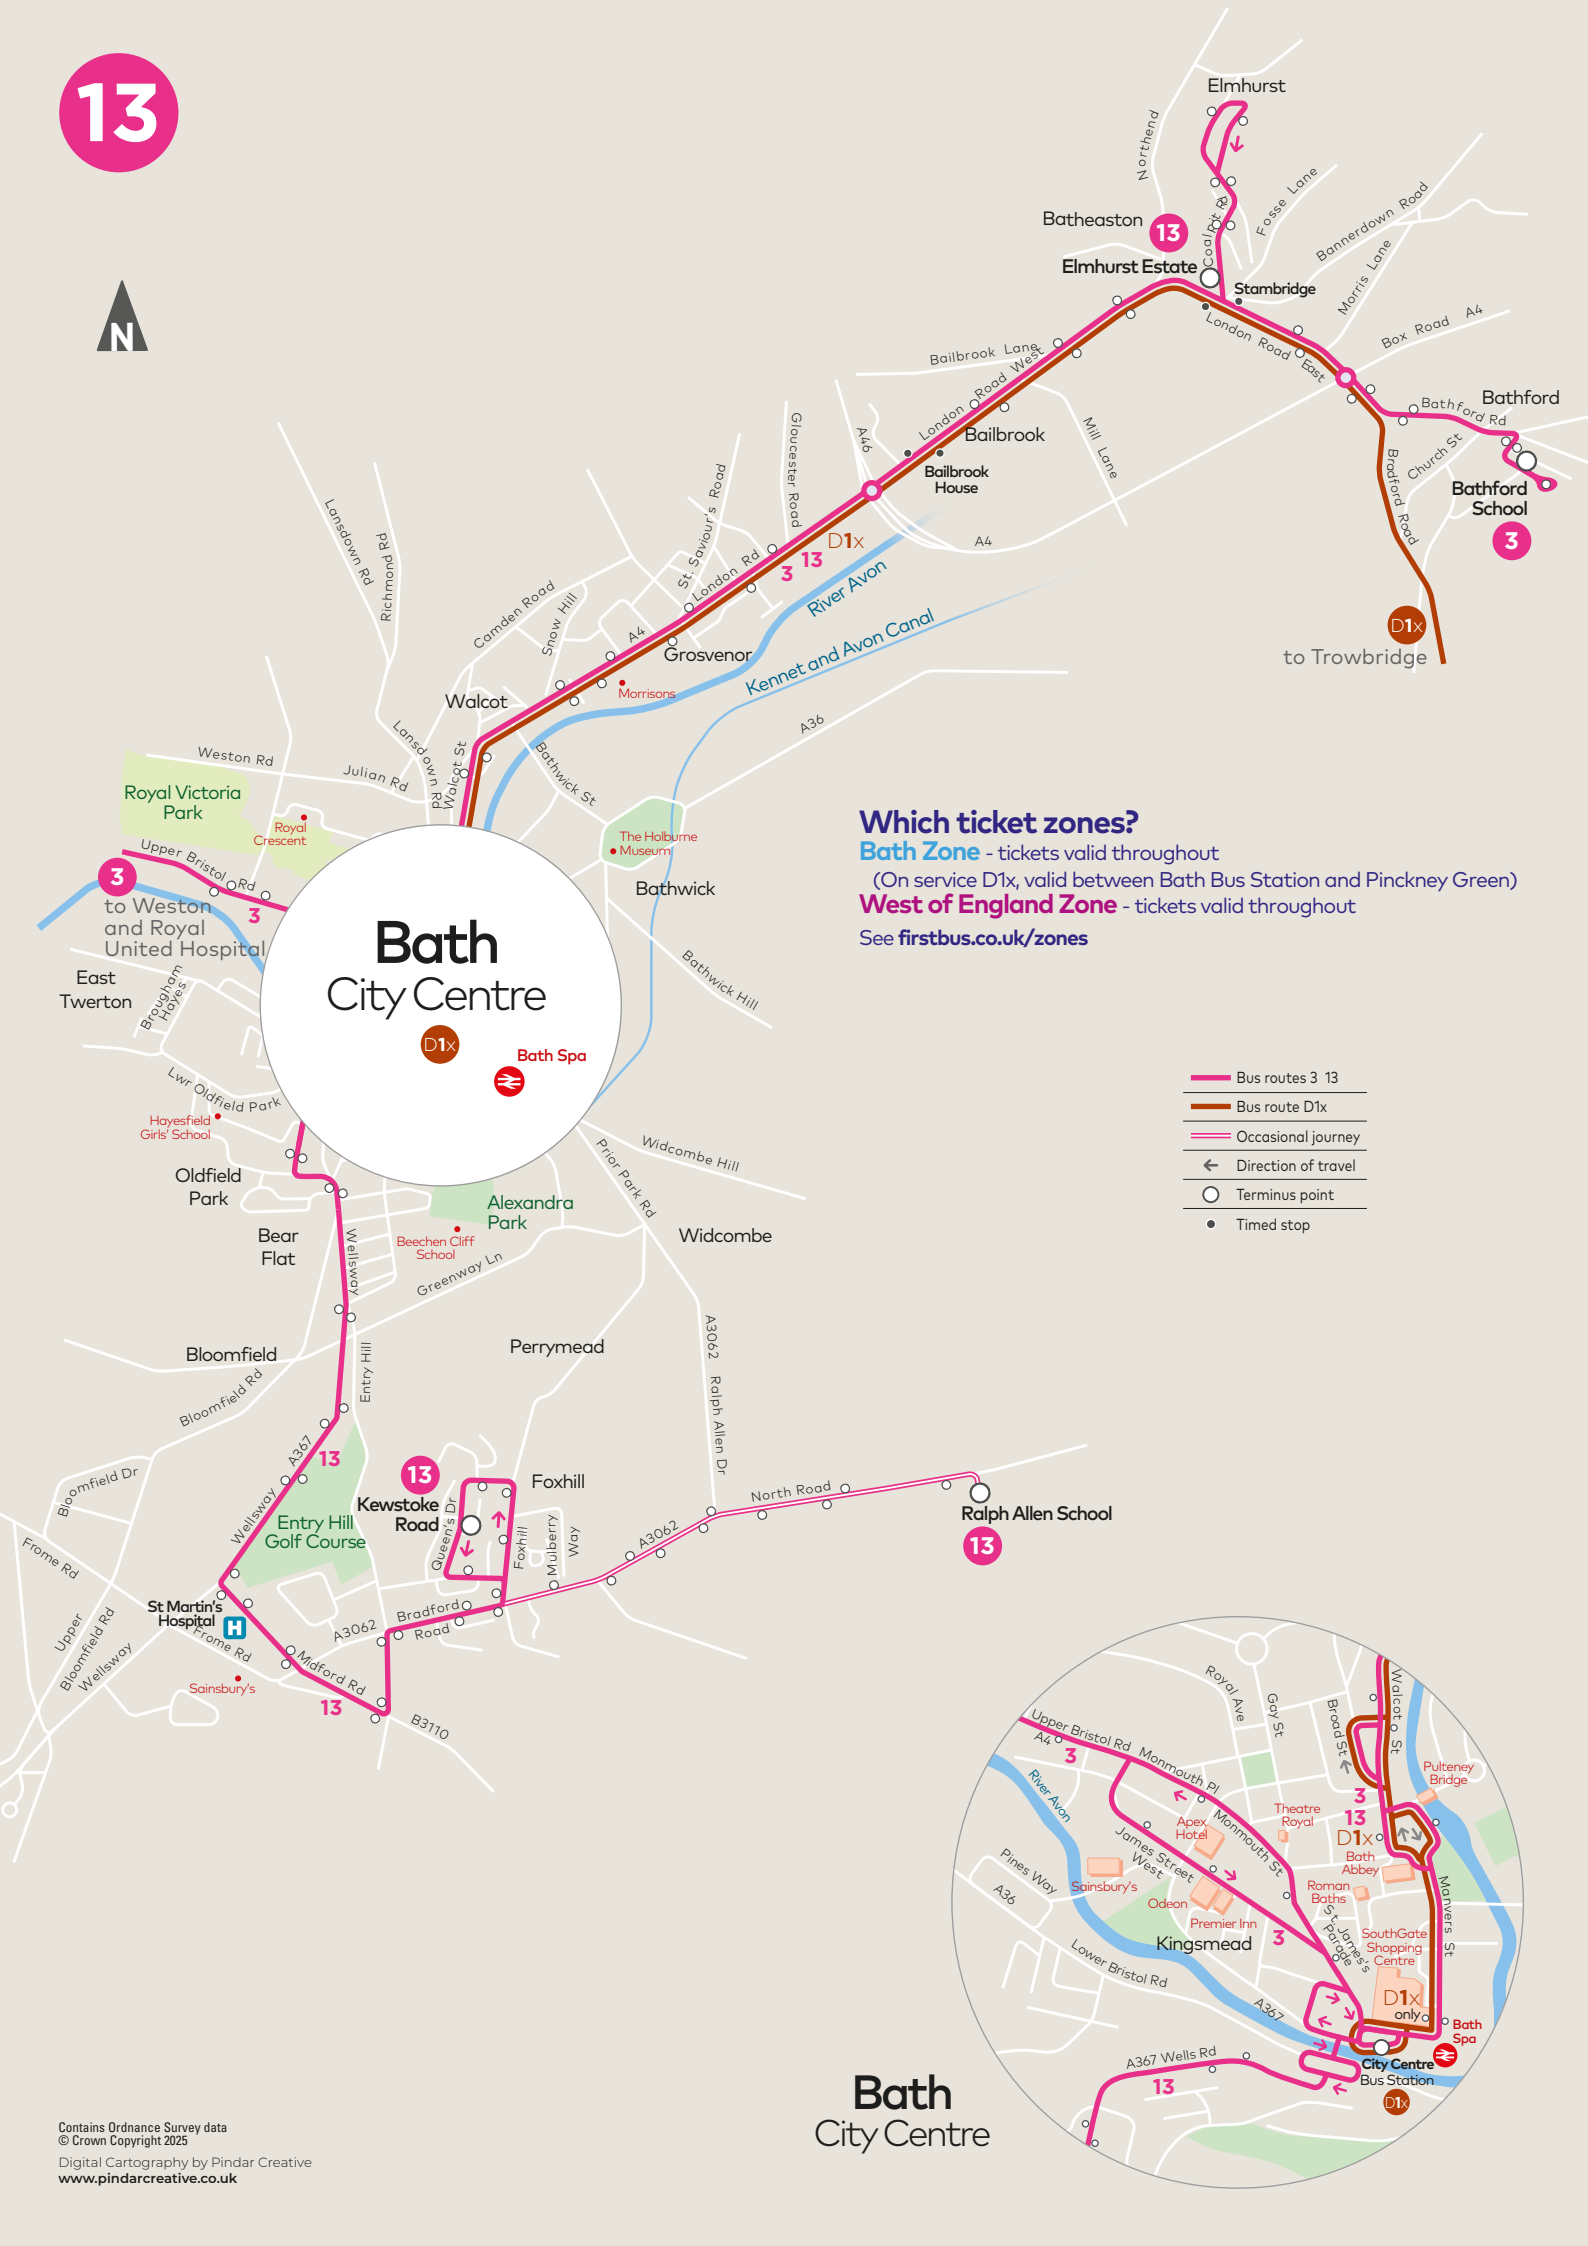 13
N
Elmhurst
Northend
Fosse Lane
Bannerdown Road
Batheaston
13
Coalpit Rd
Elmhurst Estate
Stambridge
Morris Lane
London Road East
Box Road A4
Bailbrook Lane
London Road West
Bathford
Bathford Rd
Church St
Bathford
School
3
Bradford Road
Bailbrook
Bailbrook
House
Mill Lane
A46
Gloucester Road
A4
D1x
3 13
St. Saviour's Road
London Rd
River Avon
Kennet and Avon Canal
D1x
to Trowbridge
Lansdown Rd
Richmond Rd
Camden Road
Snow Hill
A4
Grosvenor
Morrisons
Walcot
A36
Weston Rd
Julian Rd
Lansdown Rd
Walcot St
Bathwick St
Royal Victoria
Park
Royal
Crescent
The Holburne
Museum
Bathwick
Upper Bristol Rd
3
3
to Weston
and Royal
United Hospital
Which ticket zones?
Bath Zone - tickets valid throughout
(On service D1x, valid between Bath Bus Station and Pinckney Green)
West of England Zone - tickets valid throughout
See firstbus.co.uk/zones
Bath
City Centre
D1x
Bath Spa
East
Twerton
Brougham
Hayes
Bathwick Hill
Lwr Oldfield Park
Hayesfield
Girls' School
Bus routes 3 13
Bus route D1x
Occasional journey
Direction of travel
Terminus point
Timed stop
Widcombe Hill
Prior Park Rd
Oldfield
Park
Alexandra
Park
Bear
Flat
Wellsway
Beechen Cliff
School
Greenway Ln
Widcombe
Bloomfield
Perrymead
Entry Hill
Bloomfield Rd
A3062 Ralph Allen Dr
A367
13
Bloomfield Dr
13
Kewstoke
Road
Foxhill
Queen's Dr
Foxhill
Mulberry
Way
North Road
Ralph Allen School
13
A3062
Wellsway
Entry Hill
Golf Course
Frome Rd
St Martin's
Hospital
H
Upper
Bloomfield Rd
Wellsway
Frome Rd
A3062
Bradford
Road
Midford Rd
Sainsbury's
13
B3110
Royal Ave
Gay St
Broad St
Walcot St
Upper Bristol Rd
A4
3
Monmouth Pl
Pulteney
Bridge
River Avon
3
13
D1x
Theatre
Royal
Apex
Hotel
Monmouth St
James Street
West
Bath
Abbey
Pines Way
A36
Sainsbury's
Odeon
Roman
Baths
Premier Inn
Kingsmead
3
St. James's
Parade
Manvers St
SouthGate
Shopping
Centre
Lower Bristol Rd
A367
D1x
only
Bath
Spa
City Centre
Bus Station
D1x
A367 Wells Rd
13
Bath
City Centre
Contains Ordnance Survey data
© Crown Copyright 2025
Digital Cartography by Pindar Creative
www.pindarcreative.co.uk